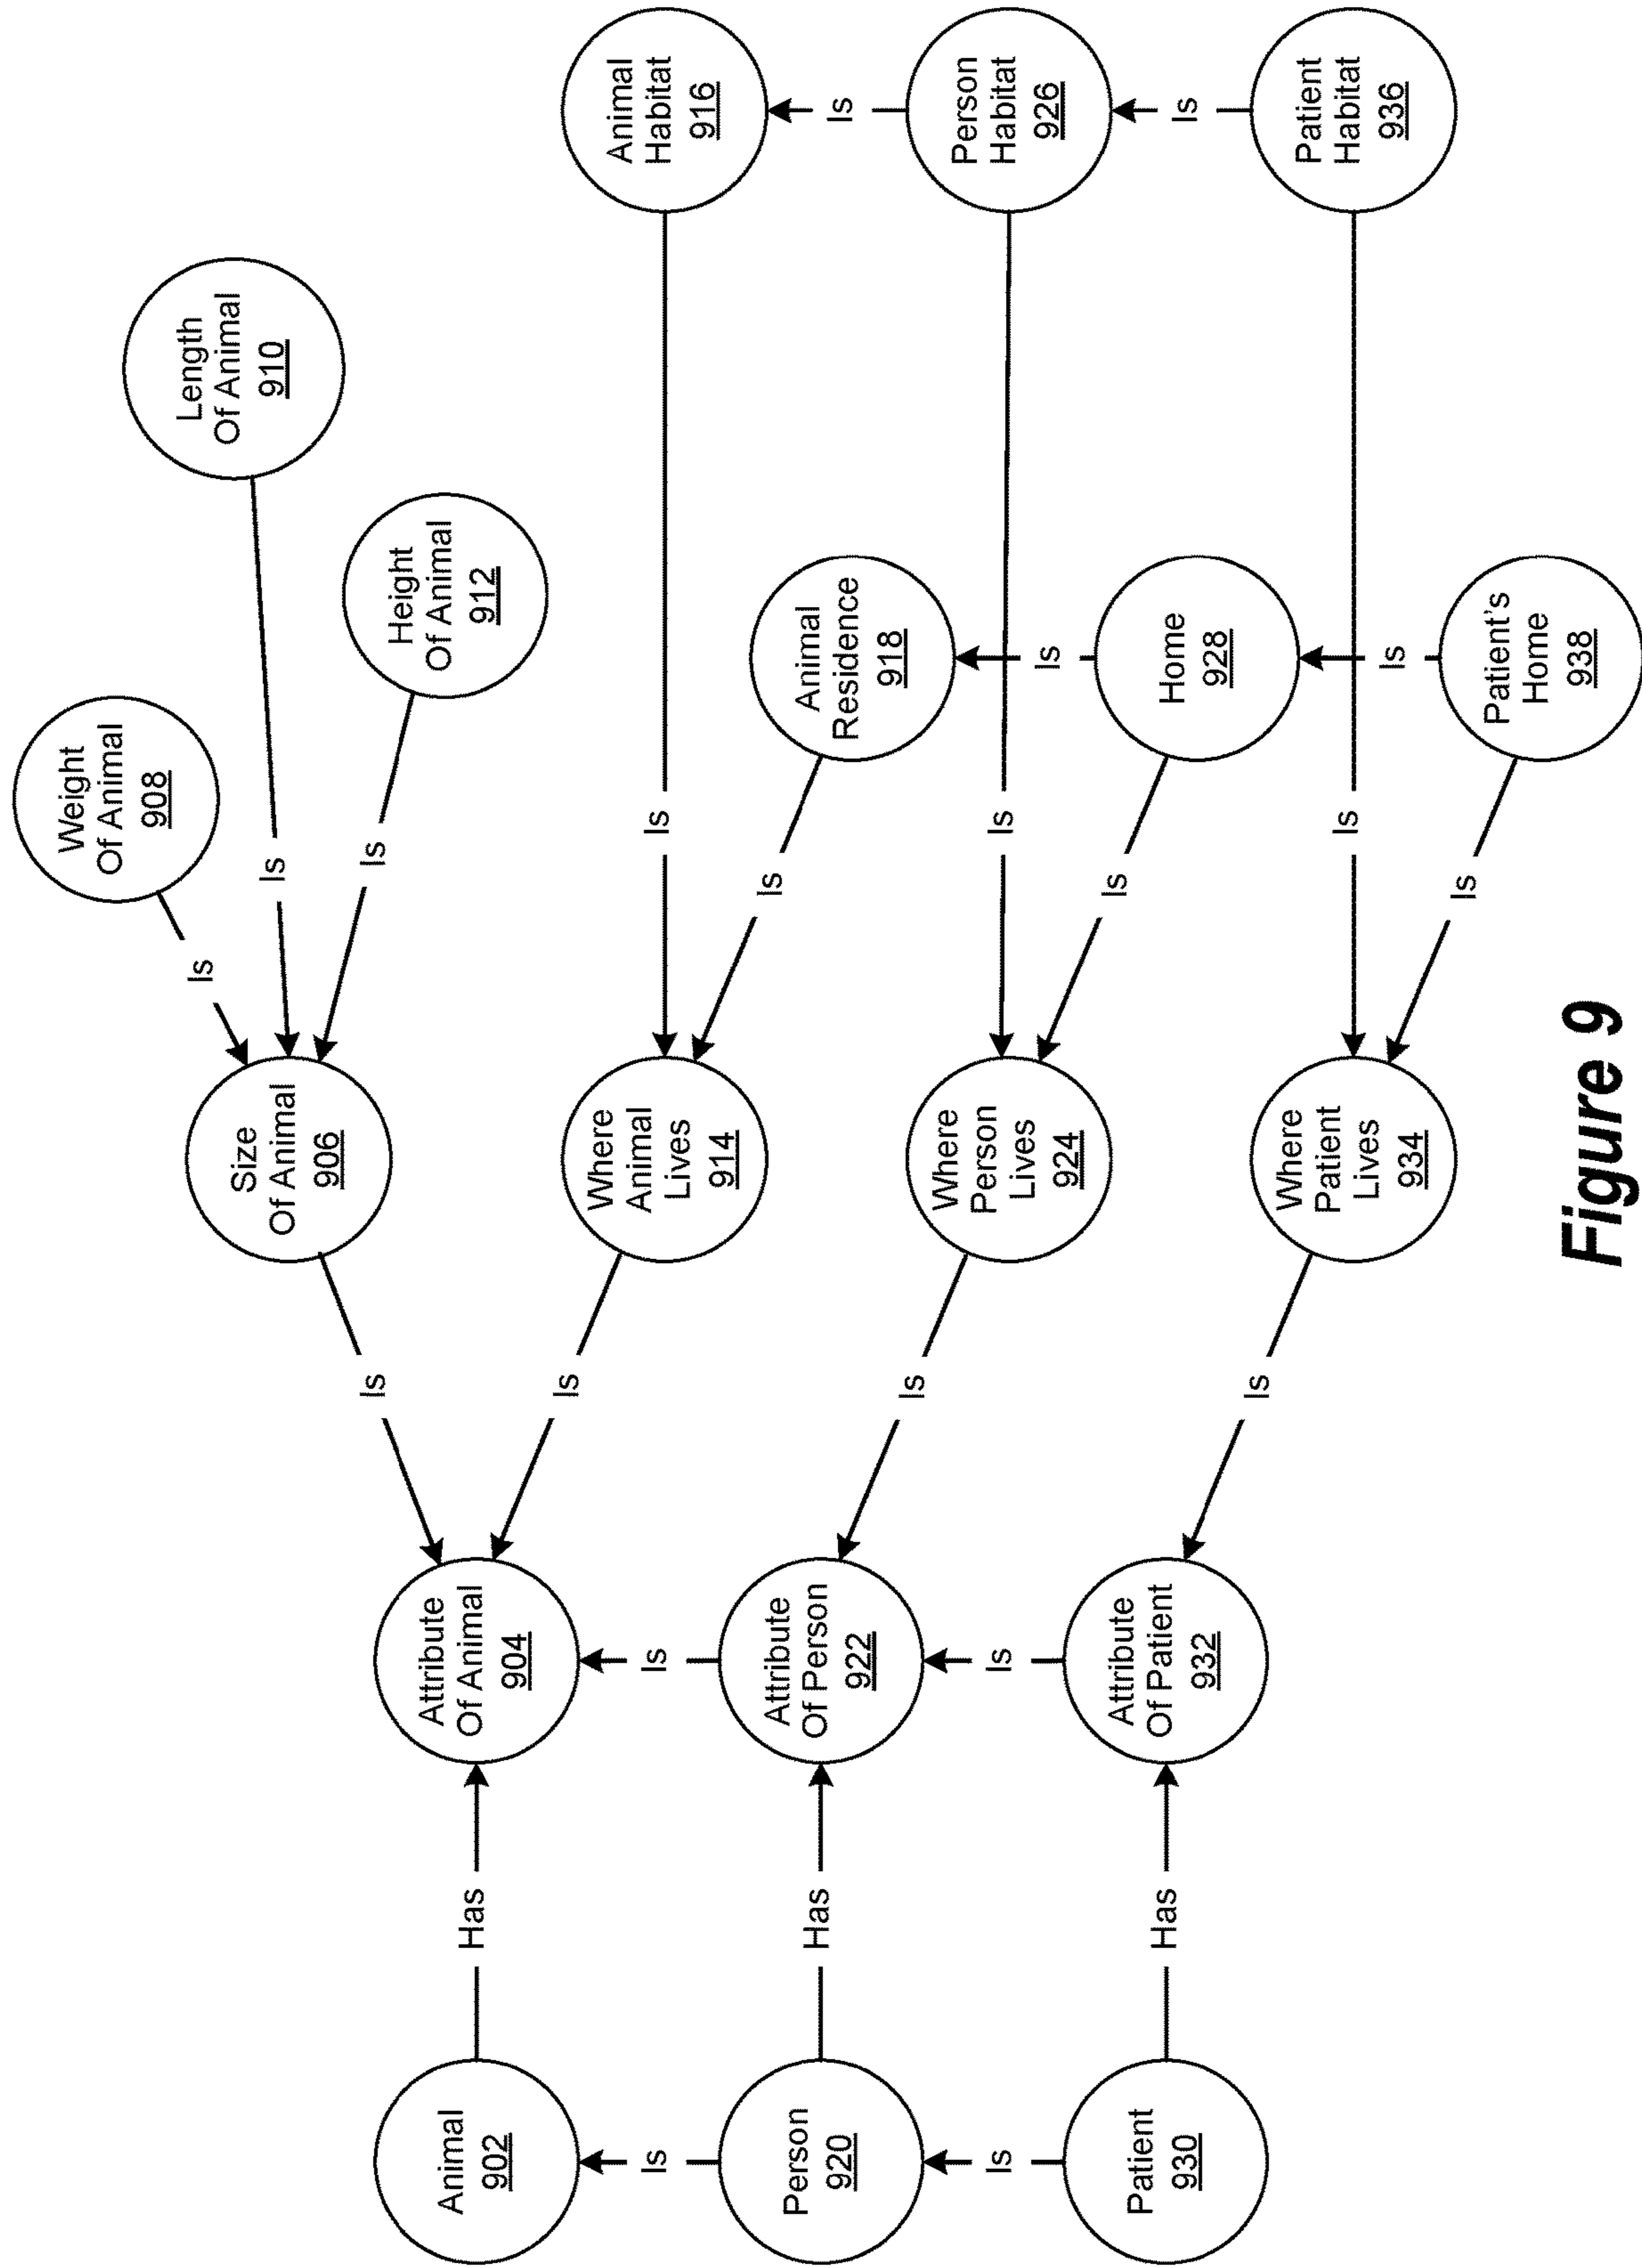 Weight
Of Animal
908
Is
Length
Of Animal
910
Is
Height
Of Animal
912
Is
Size
Of Animal
906
Is
Animal
902
Has
Attribute
Of Animal
904
Is
Where
Animal
Lives
914
Is
Animal
Habitat
916
Is
Animal
Residence
918
Is
Is
Is
Is
Person
920
Has
Attribute
Of Person
922
Is
Where
Person
Lives
924
Is
Person
Habitat
926
Is
Home
928
Is
Is
Is
Is
Patient
930
Has
Attribute
Of Patient
932
Is
Where
Patient
Lives
934
Is
Patient
Habitat
936
Is
Patient's
Home
938
Is
Is
Figure 9